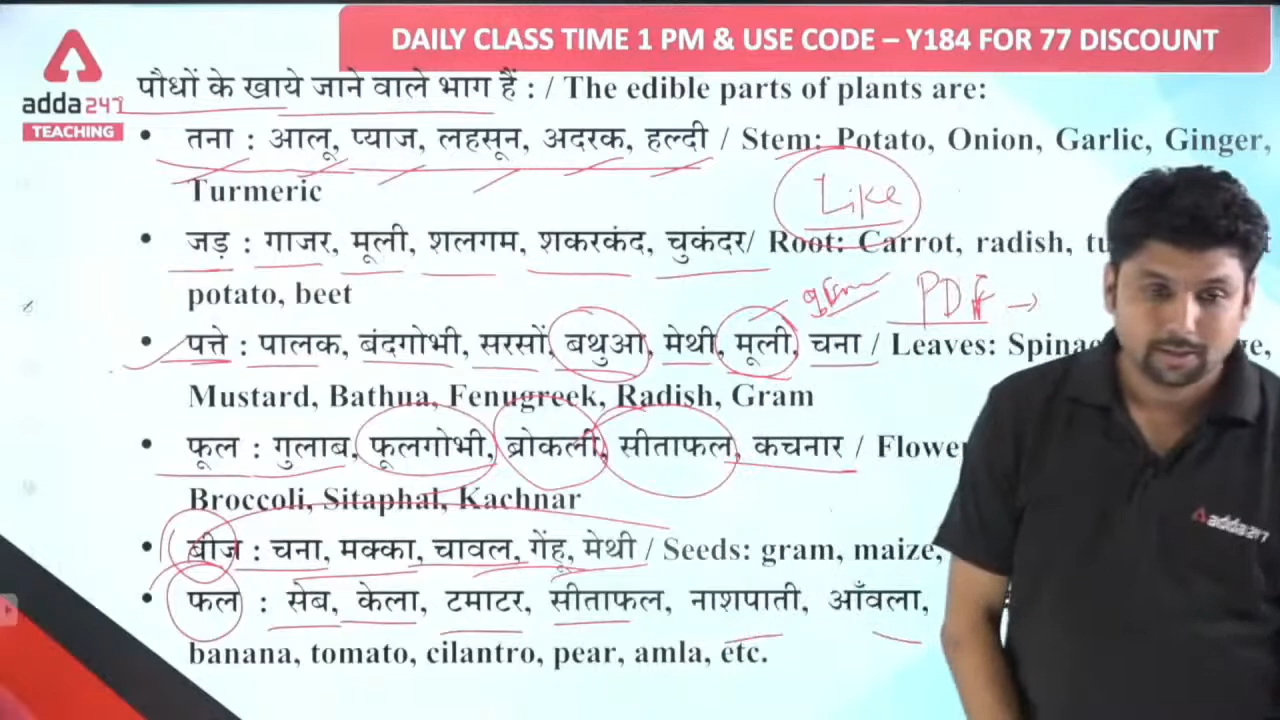 DAILY CLASS TIME 1 PM & USE CODE – Y184 FOR 77 DISCOUNT
adda247
TEACHING
पौधों के खाये जाने वाले भाग हैं : / The edible parts of plants are:
• तना : आलू, प्याज, लहसून, अदरक, हल्दी / Stem: Potato, Onion, Garlic, Ginger,
Turmeric
Like
• जड़ : गाजर, मूली, शलगम, शकरकंद, चुकंदर/ Root: Carrot, radish,
potato, beet
PDF →
• पत्ते : पालक, बंदगोभी, सरसों, बथुआ, मेथी, मूली, चना / Leaves:
Mustard, Bathua, Fenugreek, Radish, Gram
• फूल : गुलाब, फूलगोभी, ब्रोकली, सीताफल, कचनार /
Broccoli, Sitaphal, Kachnar
• बीज : चना, मक्का, चावल, गेंहू, मेथी / Seeds: gram, maize,
• फल : सेब, केला, टमाटर, सीताफल, नाशपाती, आँवला,
banana, tomato, cilantro, pear, amla, etc.
adda247